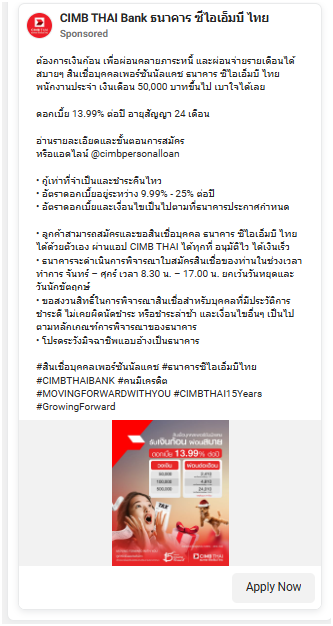 CIMB THAI Bank ธนาคาร ซีไอเอ็มบี ไทย
Sponsored
ต้องการเงินก้อน เพื่อผ่อนคลายภาระหนี้ และผ่อนจ่ายรายเดือนได้
สบายๆ สินเชื่อบุคคลเพอร์ซันนัลแคช ธนาคาร ซีไอเอ็มบี ไทย
พนักงานประจำ เงินเดือน 50,000 บาทขึ้นไป เบาใจได้เลย
ดอกเบี้ย 13.99% ต่อปี อายุสัญญา 24 เดือน
อ่านรายละเอียดและขั้นตอนการสมัคร
หรือแอดไลน์ @cimbpersonalloan
• กู้เท่าที่จำเป็นและชำระคืนไหว
• อัตราดอกเบี้ยอยู่ระหว่าง 9.99% - 25% ต่อปี
• อัตราดอกเบี้ยและเงื่อนไขเป็นไปตามที่ธนาคารประกาศกำหนด
• ลูกค้าสามารถสมัครและขอสินเชื่อบุคคล ธนาคาร ซีไอเอ็มบี ไทย
ได้ด้วยตัวเอง ผ่านแอป CIMB THAI ได้ทุกที่ อนุมัติไว ได้เงินเร็ว
• ธนาคารจะดำเนินการพิจารณาใบสมัครสินเชื่อของท่านในช่วงเวลา
ทำการ จันทร์ – ศุกร์ เวลา 8.30 น. – 17.00 น. ยกเว้นวันหยุดและ
วันนักขัตฤกษ์
• ขอสงวนสิทธิ์ในการพิจารณาสินเชื่อสำหรับบุคคลที่มีประวัติการ
ชำระดี ไม่เคยผิดนัดชำระ หรือชำระล่าช้า และเงื่อนไขอื่นๆ เป็นไป
ตามหลักเกณฑ์การพิจารณาของธนาคาร
• โปรดระวังมิจฉาชีพแอบอ้างเป็นธนาคาร
#สินเชื่อบุคคลเพอร์ซันนัลแคช #ธนาคารซีไอเอ็มบีไทย
#CIMBTHAIBANK #คนมีเครดิต
#MOVINGFORWARDWITHYOU #CIMBTHAI15Years
#GrowingForward
รับเงินก้อน ผ่อนสบาย
ดอกเบี้ย 13.99% ต่อปี
วงเงิน ผ่อนต่อเดือน
TAX
CIMB THAI
Apply Now